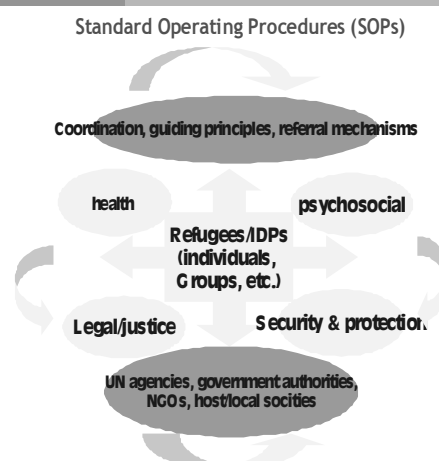 Standard Operating Procedures (SOPs)
Coordination, guiding principles, referral mechanisms
health
psychosocial
Refugees/IDPs
(individuals,
Groups, etc.)
Legal/justice
Security & protection
UN agencies, government authorities,
NGOs, host/local socities